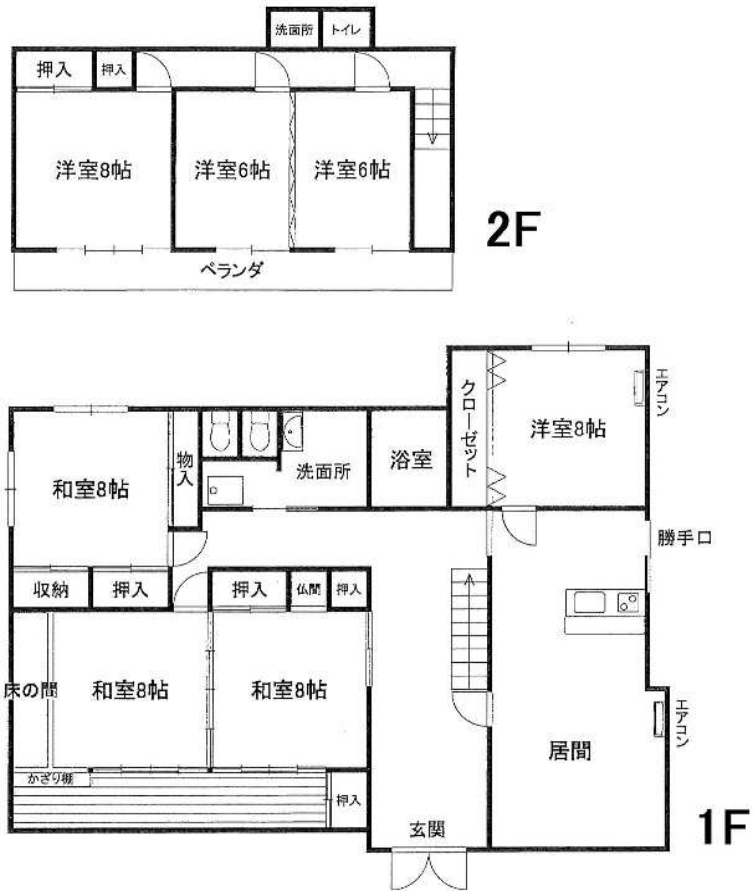 洗面所
トイレ
押入
押入
洋室8帖
洋室6帖
洋室6帖
2F
ベランダ
クローゼット
洋室8帖
エアコン
和室8帖
物入
洗面所
浴室
勝手口
収納
押入
押入
仏間
押入
床の間
和室8帖
和室8帖
居間
エアコン
かざり棚
押入
玄関
1F